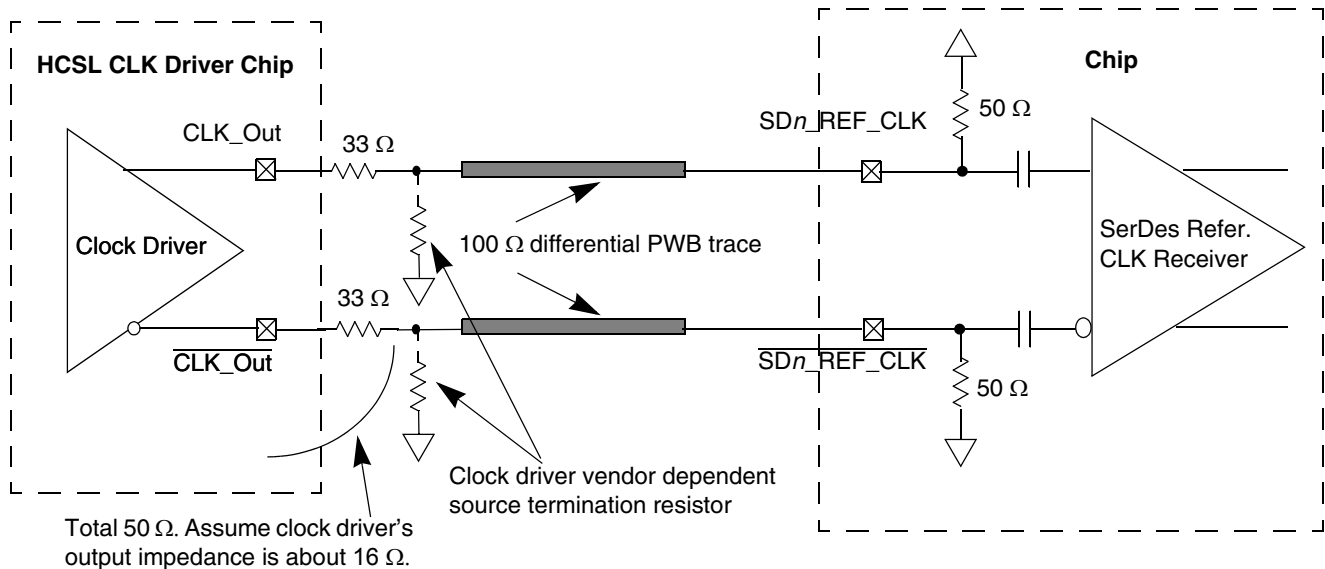 HCSL CLK Driver Chip
Chip
CLK_Out
33 Ω
SDn_REF_CLK
50 Ω
Clock Driver
100 Ω differential PWB trace
SerDes Refer.
CLK Receiver
33 Ω
CLK_Out
SDn_REF_CLK
50 Ω
Clock driver vendor dependent
source termination resistor
Total 50 Ω. Assume clock driver's
output impedance is about 16 Ω.